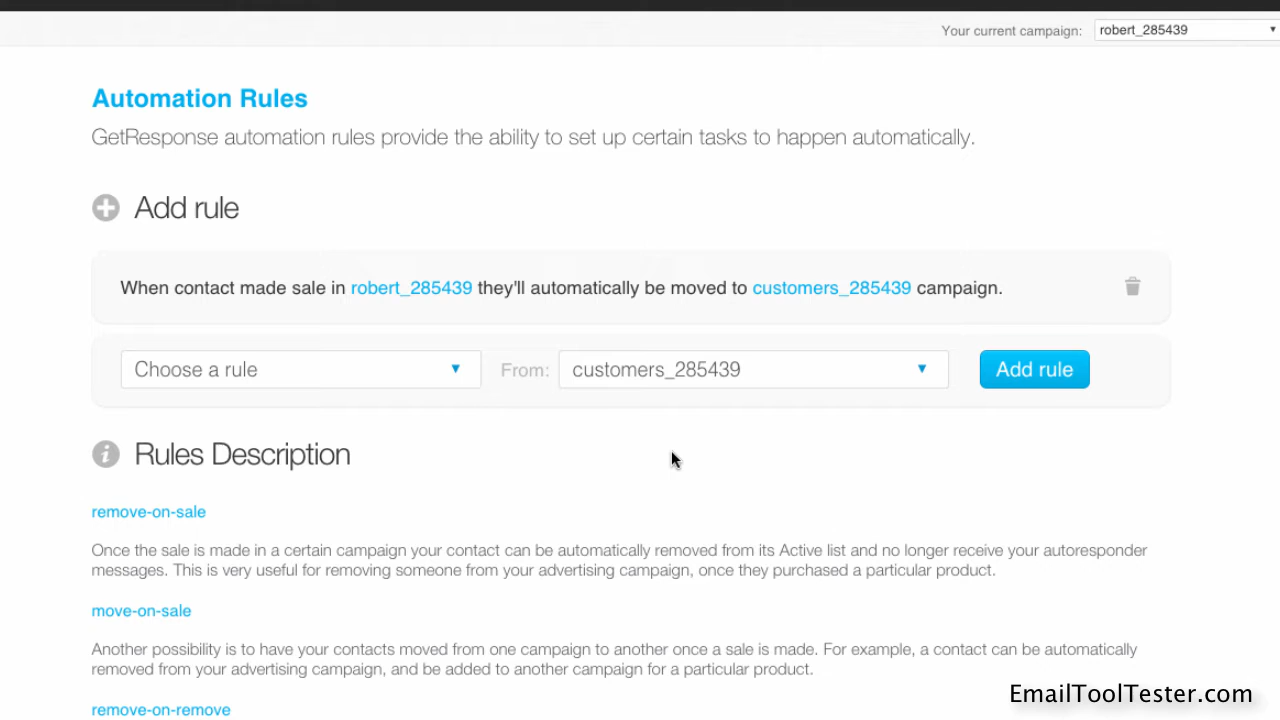 Your current campaign: robert_285439
Automation Rules
GetResponse automation rules provide the ability to set up certain tasks to happen automatically.
Add rule
When contact made sale in robert_285439 they'll automatically be moved to customers_285439 campaign.
Choose a rule From: customers_285439 Add rule
Rules Description
remove-on-sale
Once the sale is made in a certain campaign your contact can be automatically removed from its Active list and no longer receive your autoresponder
messages. This is very useful for removing someone from your advertising campaign, once they purchased a particular product.
move-on-sale
Another possibility is to have your contacts moved from one campaign to another once a sale is made. For example, a contact can be automatically
removed from your advertising campaign, and be added to another campaign for a particular product.
remove-on-remove
EmailToolTester.com